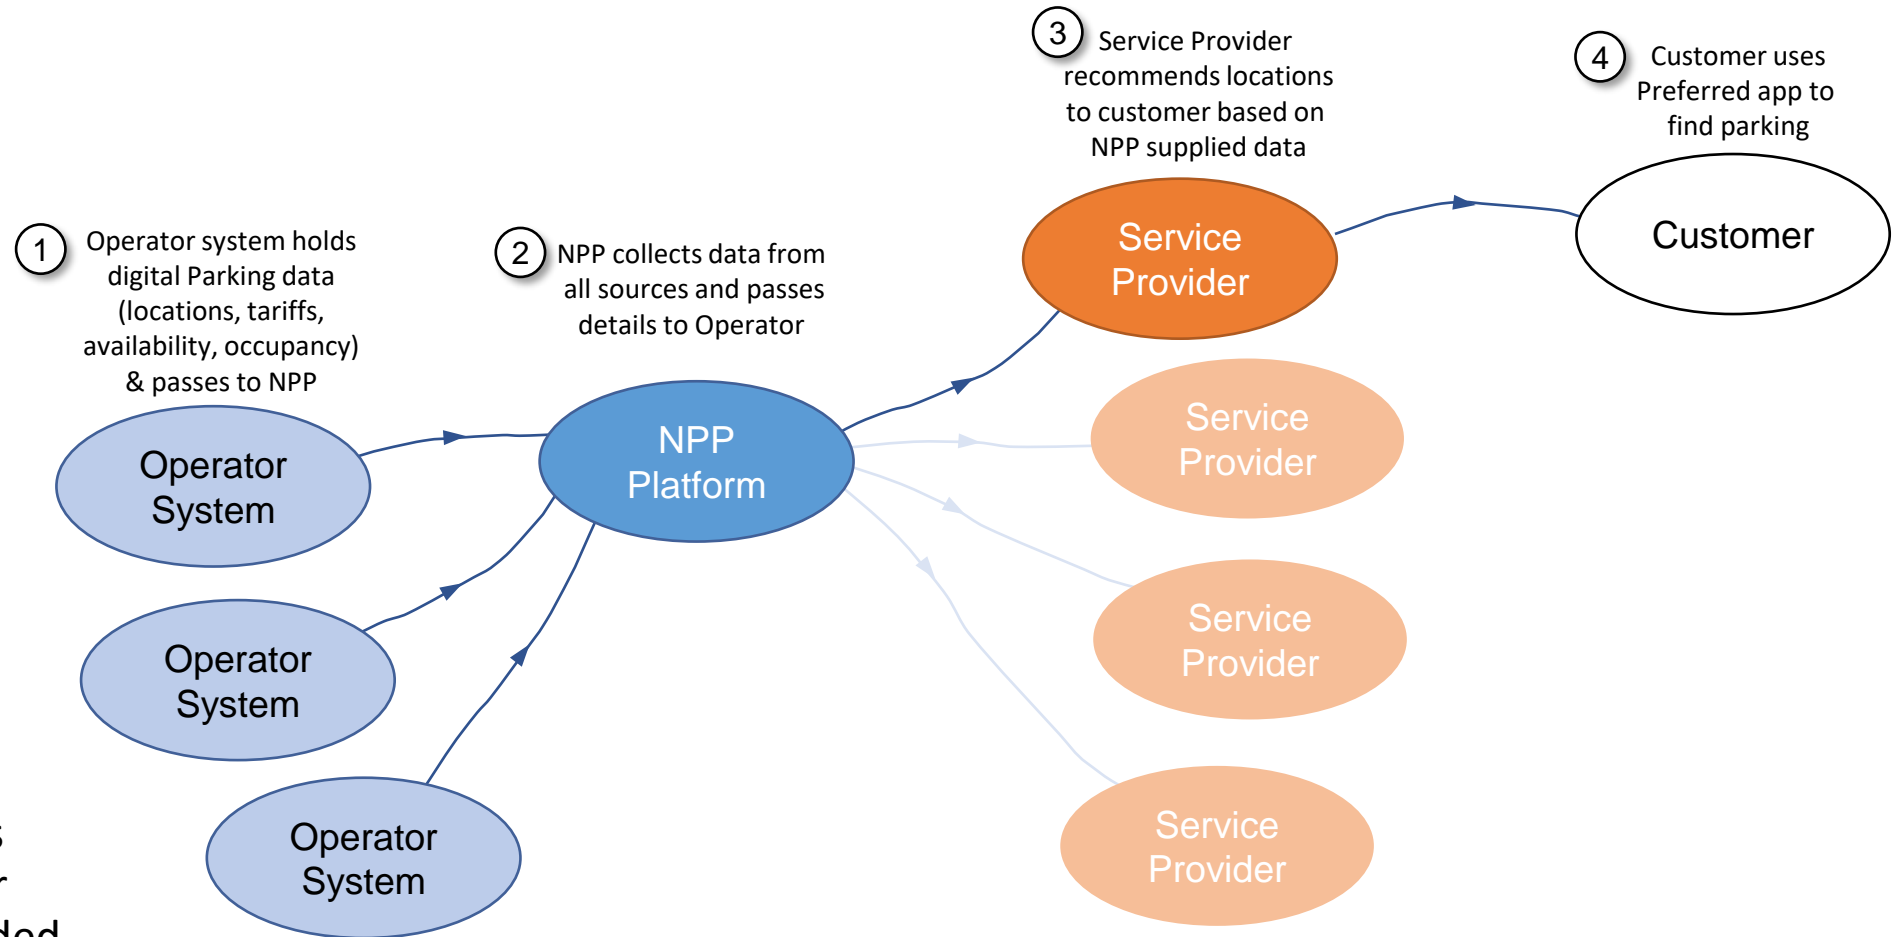 3
Service Provider
recommends locations
to customer based on
NPP supplied data
4
Customer uses
Preferred app to
find parking
1
Operator system holds
digital Parking data
(locations, tariffs,
availability, occupancy)
& passes to NPP
2
NPP collects data from
all sources and passes
details to Operator
Service
Provider
Customer
Operator
System
NPP
Platform
Service
Provider
Operator
System
Service
Provider
Operator
System
Service
Provider